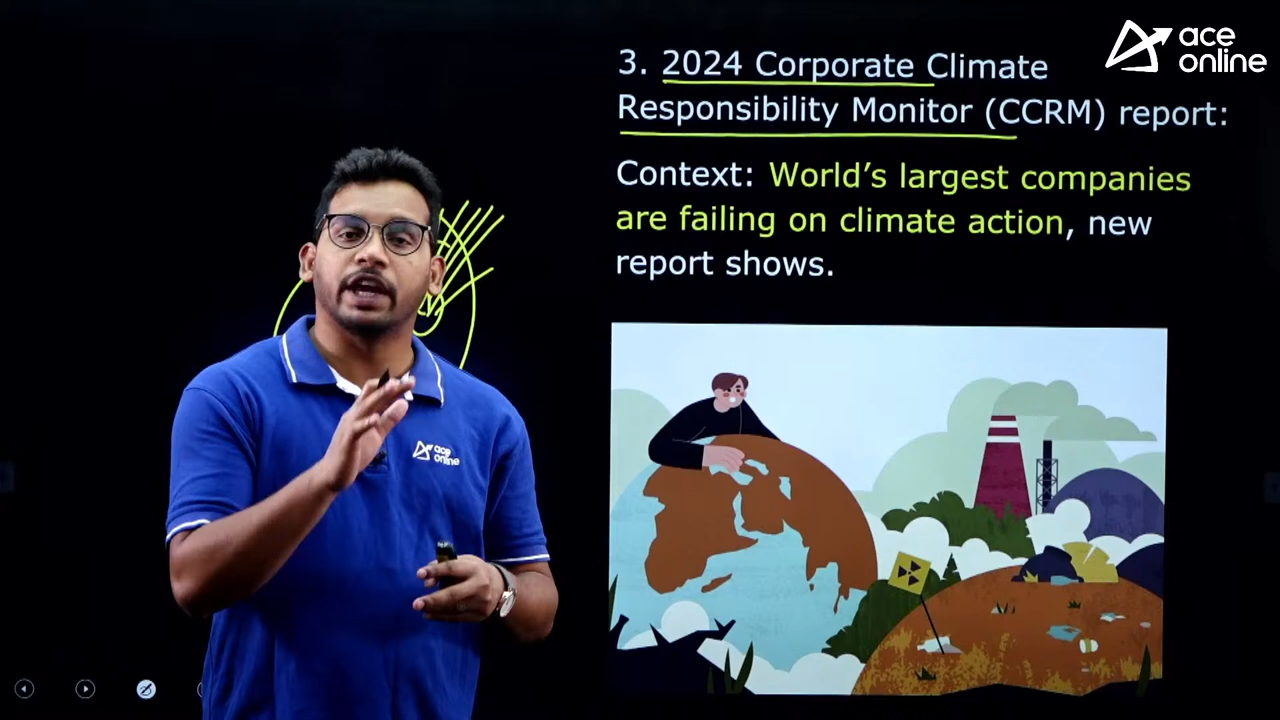 ace
online
3. 2024 Corporate Climate
Responsibility Monitor (CCRM) report:
Context: World’s largest companies
are failing on climate action, new
report shows.
ace
online